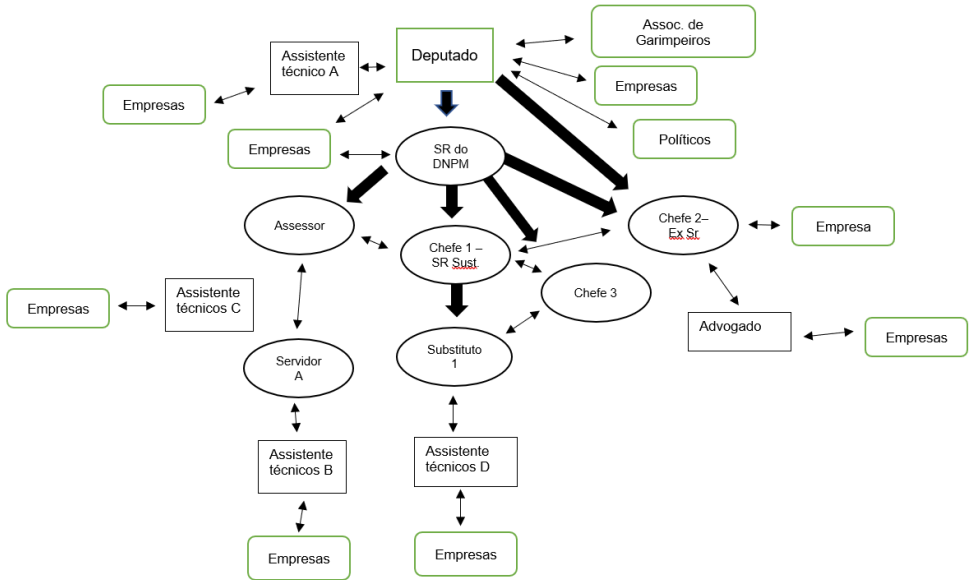 Assoc. de
Garimpeiros
Assistente
técnico A
Deputado
Empresas
Empresas
Políticos
Empresas
SR do
DNPM
Assessor
Chefe 1 –
SR Sust
Chefe 2–
Ex Sr
Empresa
Chefe 3
Empresas
Assistente
técnicos C
Advogado
Empresas
Servidor
A
Substituto
1
Assistente
técnicos B
Assistente
técnicos D
Empresas
Empresas